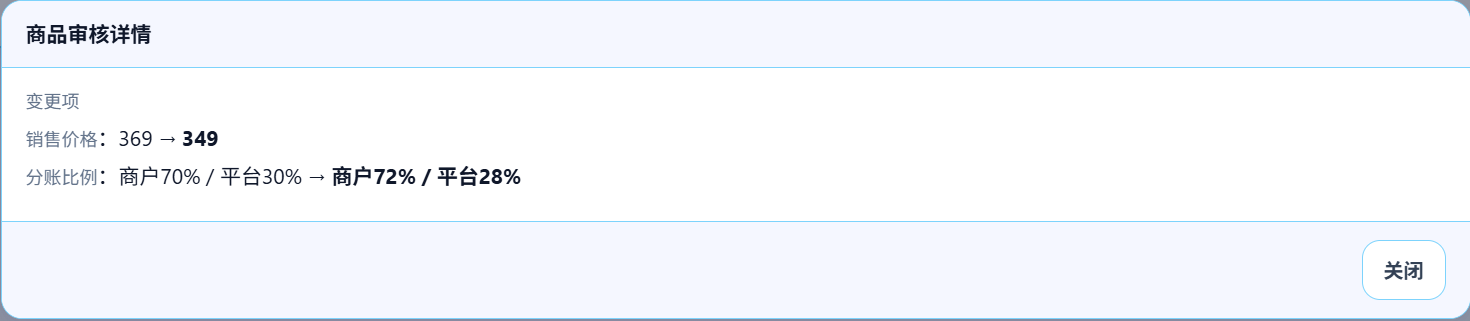 商品审核详情
变更项
销售价格： 369 → 349
分账比例： 商户70% / 平台30% → 商户72% / 平台28%
关闭